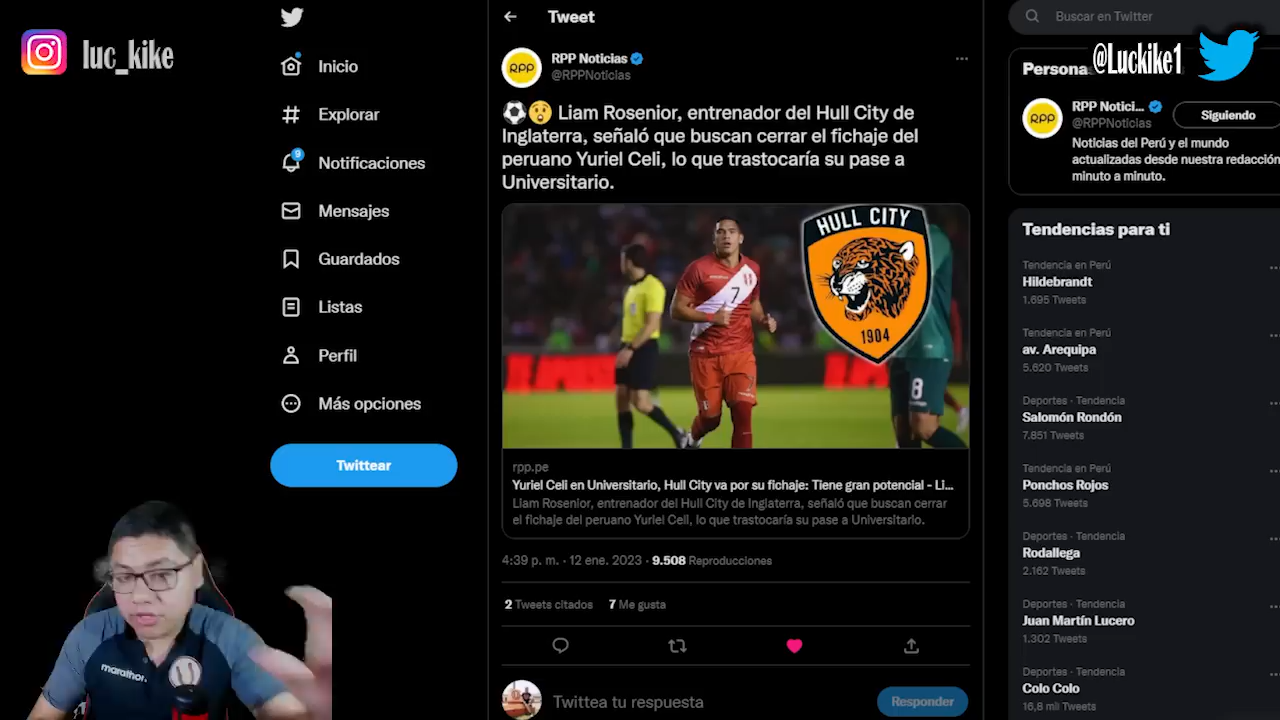 luc_kike
Inicio
Explorar
9
Notificaciones
Mensajes
Guardados
Listas
Perfil
Más opciones
Twittear
marathon
Tweet
RPP
RPP Noticias
@RPPNoticias
Liam Rosenior, entrenador del Hull City de
Inglaterra, señaló que buscan cerrar el fichaje del
peruano Yuriel Celi, lo que trastocaría su pase a
Universitario.
HULL CITY
1904
7
8
rpp.pe
Yuriel Celi en Universitario, Hull City va por su fichaje: Tiene gran potencial - Li...
Liam Rosenior, entrenador del Hull City de Inglaterra, señaló que buscan cerrar
el fichaje del peruano Yuriel Celi, lo que trastocaría su pase a Universitario.
4:39 p. m. · 12 ene. 2023 · 9.508 Reproducciones
2 Tweets citados 7 Me gusta
Twittea tu respuesta
Responder
Buscar en Twitter
@Luckike1
Persona
RPP
RPP Notici...
@RPPNoticias
Siguiendo
Noticias del Perú y el mundo
actualizadas desde nuestra redacción
minuto a minuto.
Tendencias para ti
Tendencia en Perú
Hildebrandt
1.695 Tweets
Tendencia en Perú
av. Arequipa
5.620 Tweets
Deportes · Tendencia
Salomón Rondón
7.851 Tweets
Tendencia en Perú
Ponchos Rojos
5.698 Tweets
Deportes · Tendencia
Rodallega
2.162 Tweets
Deportes · Tendencia
Juan Martín Lucero
1.302 Tweets
Deportes · Tendencia
Colo Colo
16,8 mil Tweets